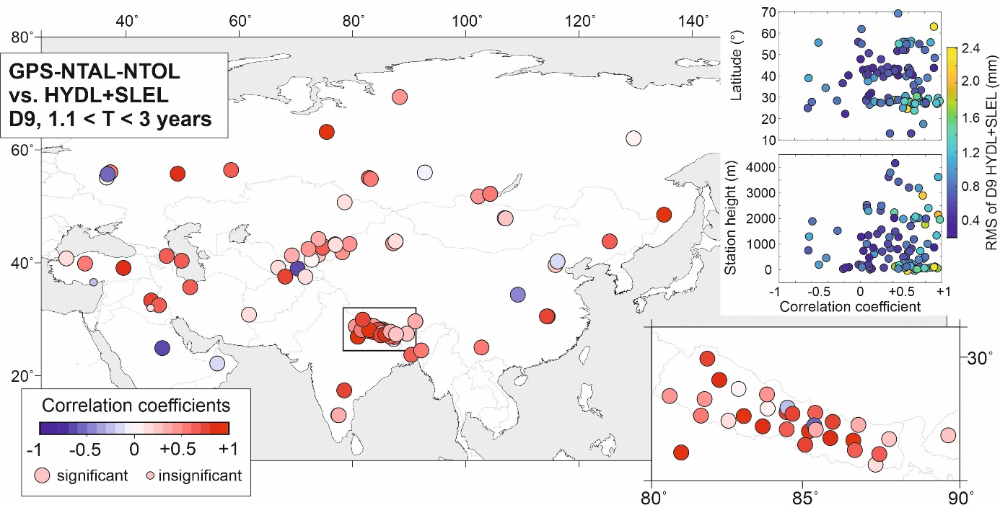 40° 60° 80° 100° 120° 140°
80°
60°
40°
20°
GPS-NTAL-NTOL
vs. HYDL+SLEL
D9, 1.1 < T < 3 years
Correlation coefficients
-1 -0.5 0 +0.5 +1
significant insignificant
Latitude (°)
70
60
50
40
30
20
10
Station height (m)
4000
3000
2000
1000
0
-1 -0.5 0 +0.5 +1
Correlation coefficient
2.4
2.0
1.6
1.2
0.8
0.4
RMS of D9 HYDL+SLEL (mm)
30°
80° 85° 90°